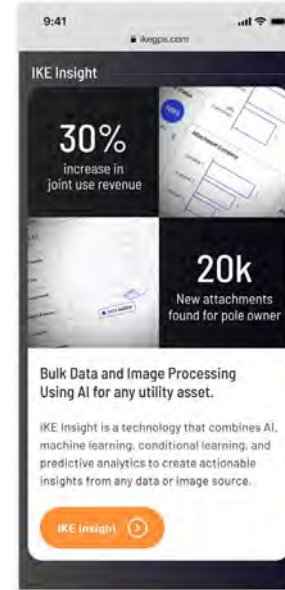 9:41
ikegps.com
IKE Insight
30%
increase in
joint use revenue
Attachment Company
20k
New attachments
found for pole owner
Bulk Data and Image Processing
Using AI for any utility asset.
IKE Insight is a technology that combines AI,
machine learning, conditional learning, and
predictive analytics to create actionable
insights from any data or image source.
IKE Insight